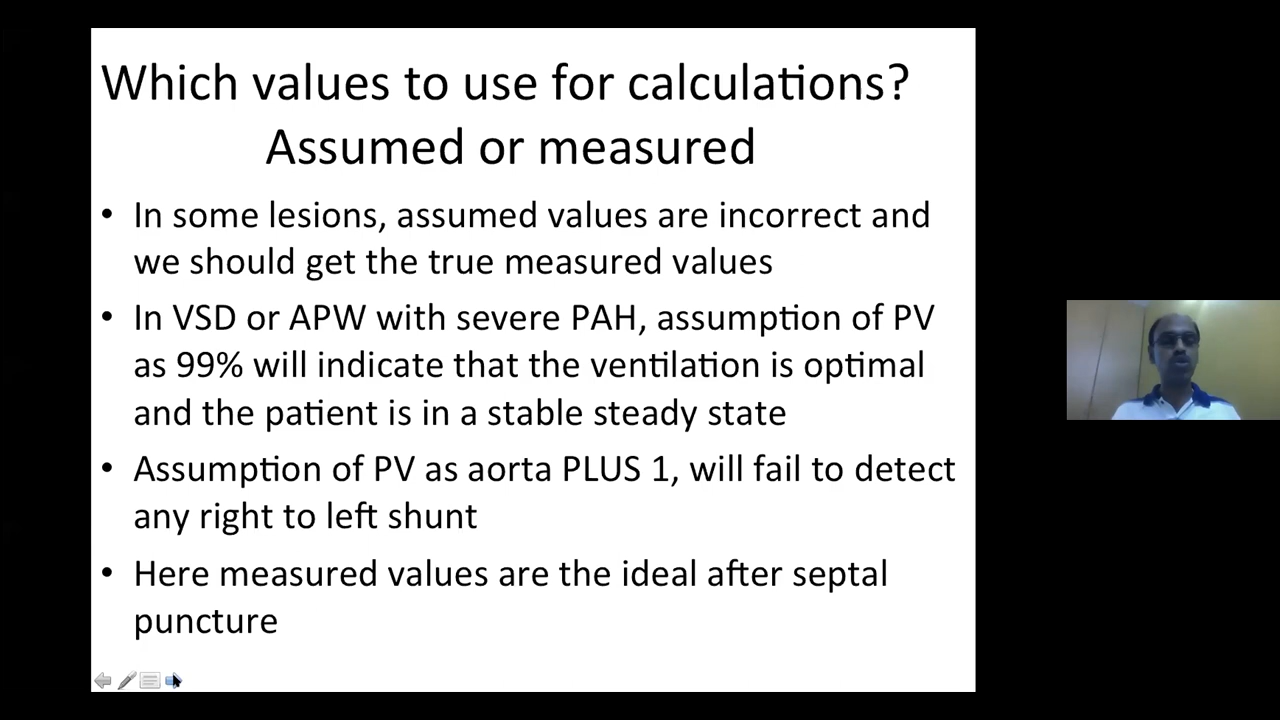 Which values to use for calculations?
Assumed or measured
• In some lesions, assumed values are incorrect and
we should get the true measured values
• In VSD or APW with severe PAH, assumption of PV
as 99% will indicate that the ventilation is optimal
and the patient is in a stable steady state
• Assumption of PV as aorta PLUS 1, will fail to detect
any right to left shunt
• Here measured values are the ideal after septal
puncture